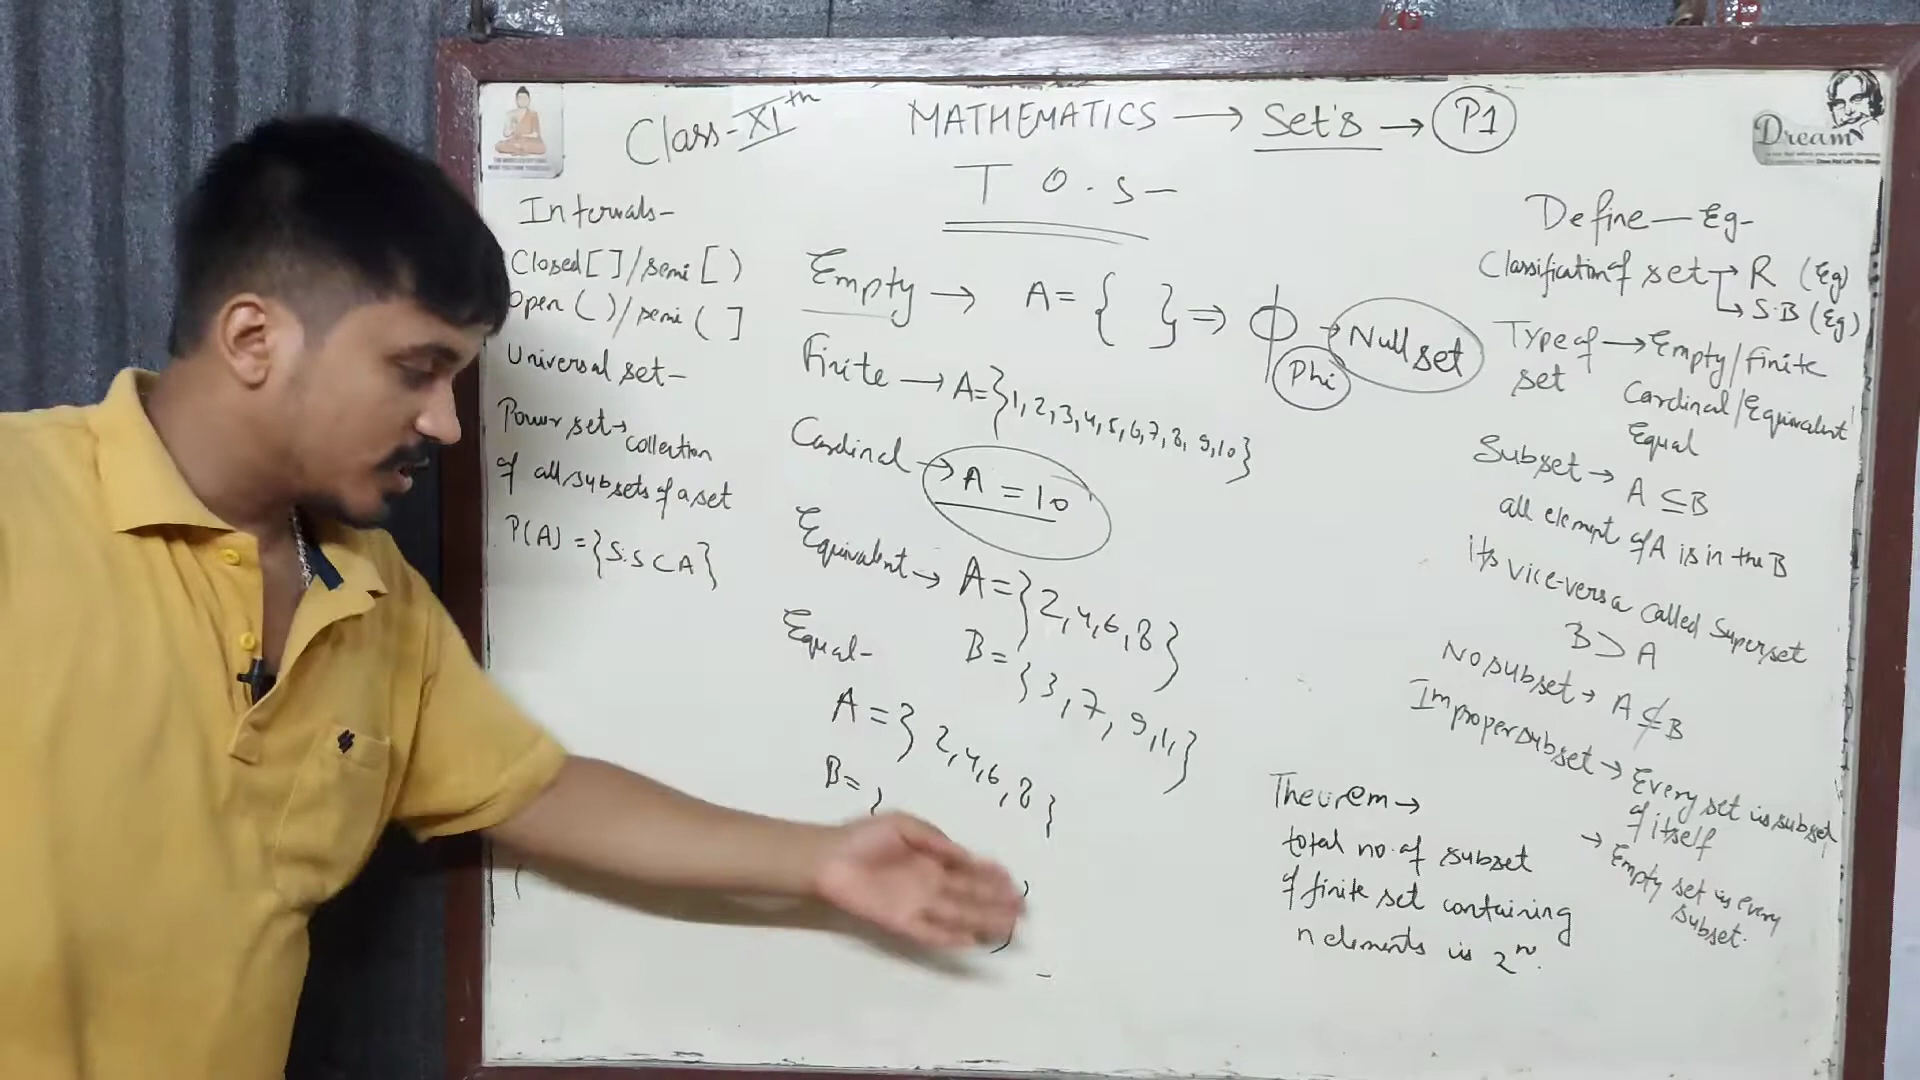 Class-XIth MATHEMATICS → Set's → P1
T O.S-
Intervals-
Closed [ ] / semi [ )
Open ( ) / semi ( ]
Universal set-
Power set → collection
of all subsets of a set
P(A) = {S.S ⊂ A}
Empty → A = { } ⇒ ϕ → Null set
Phi
Finite → A = {1, 2, 3, 4, 5, 6, 7, 8, 9, 10}
Cardinal → A = 10
Equivalent → A = {2, 4, 6, 8}
B = {3, 7, 9, 11}
Equal-
A = {2, 4, 6, 8}
B = {
Define — Eg-
Classification of set → R (Eg)
→ S.B (Eg)
Type of → Empty / finite
set Cardinal / Equivalent
Equal
Subset → A ⊆ B
all element of A is in the B
its vice-versa called Superset
B ⊃ A
No subset → A ⊄ B
Improper subset → Every set is subset
of itself
→ Empty set is every
subset.
Theorem →
total no. of subset
of finite set containing
n elements is 2ⁿ.
Dream